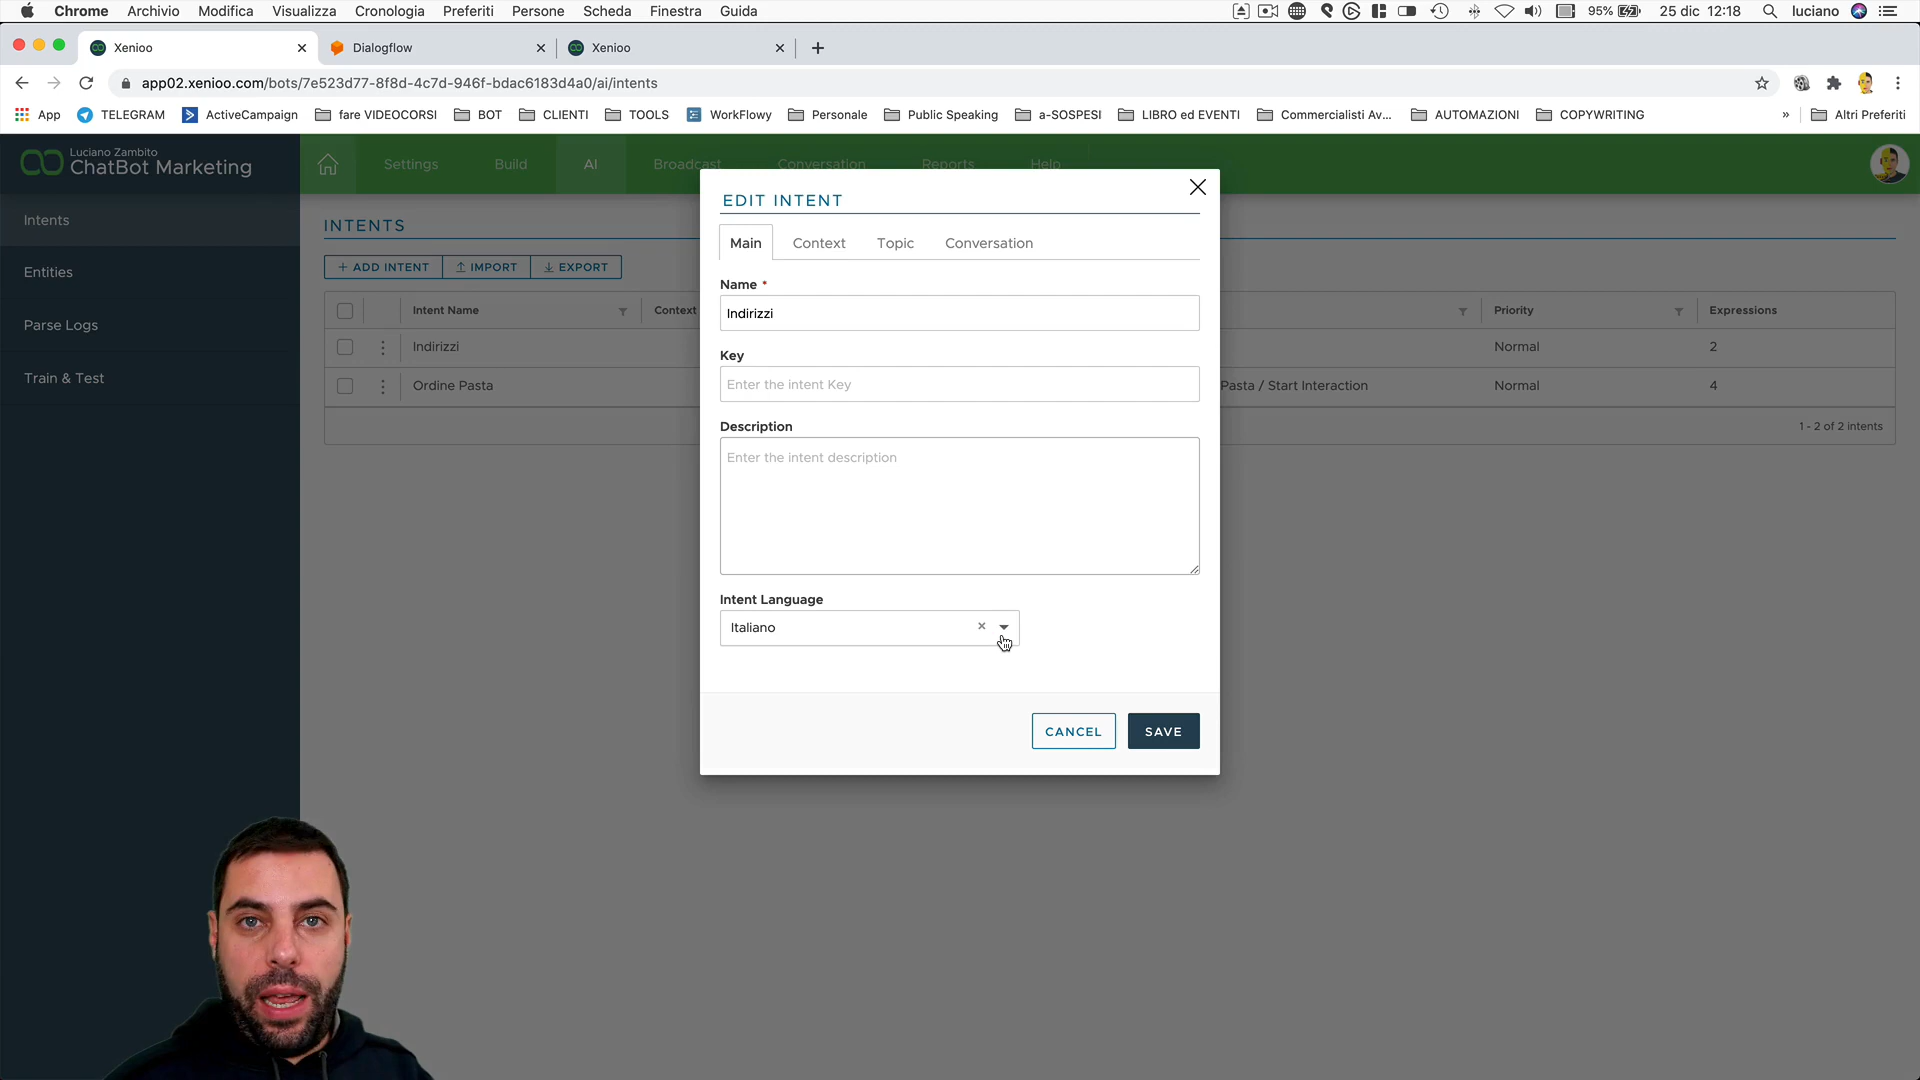 Chrome Archivio Modifica Visualizza Cronologia Preferiti Persone Scheda Finestra Guida 95% 25 dic 12:18 luciano
Xenioo Dialogflow Xenioo
app02.xenioo.com/bots/7e523d77-8f8d-4c7d-946f-bdac6183d4a0/ai/intents
App TELEGRAM ActiveCampaign fare VIDEOCORSI BOT CLIENTI TOOLS WorkFlowy Personale Public Speaking a-SOSPESI LIBRO ed EVENTI Commercialisti Av... AUTOMAZIONI COPYWRITING » Altri Preferiti
Luciano Zambito
ChatBot Marketing
Settings Build AI Broadcast Conversation Reports Help
Intents
Entities
Parse Logs
Train & Test
INTENTS
+ ADD INTENT IMPORT EXPORT
Intent Name Context Priority Expressions
Indirizzi Normal 2
Ordine Pasta Pasta / Start Interaction Normal 4
1 - 2 of 2 intents
EDIT INTENT
Main Context Topic Conversation
Name *
Indirizzi
Key
Enter the intent Key
Description
Enter the intent description
Intent Language
Italiano
CANCEL SAVE